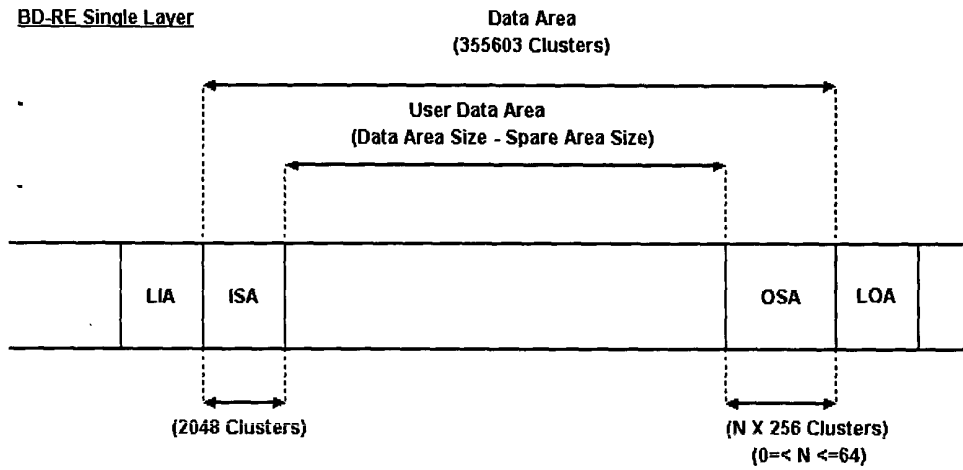 BD-RE Single Layer
Data Area
(355603 Clusters)
User Data Area
(Data Area Size - Spare Area Size)
LIA ISA OSA LOA
(2048 Clusters) (N X 256 Clusters)
(0=< N <=64)